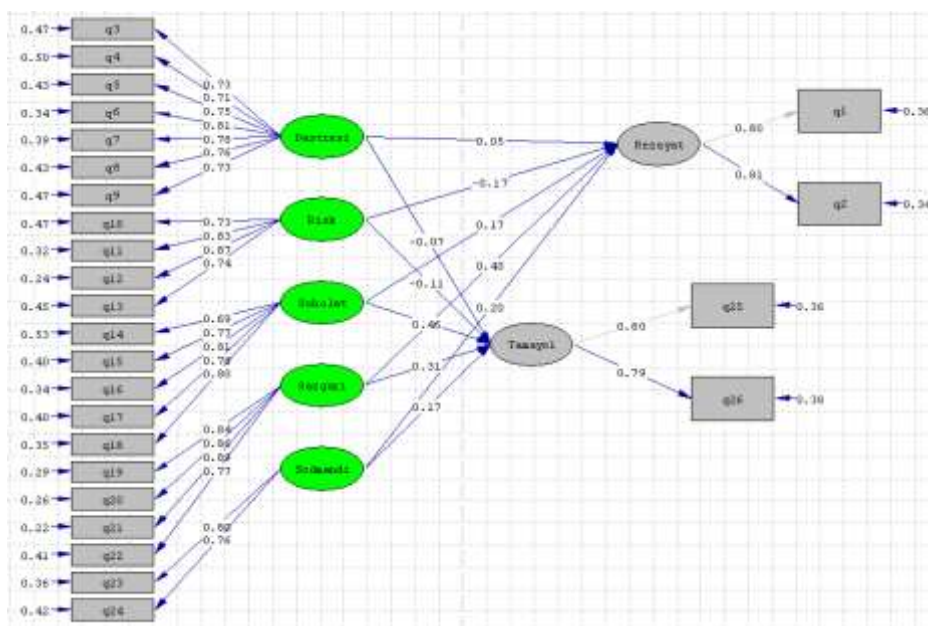 0.47 q3
0.50 q4
0.43 q5
0.34 q6
0.39 q7
0.43 q8
0.47 q9
0.47 q10
0.32 q11
0.24 q12
0.45 q13
0.53 q14
0.40 q15
0.34 q16
0.40 q17
0.35 q18
0.29 q19
0.26 q20
0.22 q21
0.41 q22
0.36 q23
0.42 q24
0.73
0.71
0.75
0.81
0.78
0.76
0.73
0.73
0.83
0.87
0.74
0.69
0.77
0.81
0.78
0.80
0.84
0.86
0.77
0.80
0.76
Risk
Sohulat
Sodmandi
0.05
-0.17
0.17
0.28
-0.07
-0.11
0.46
0.31
0.17
Tamayol
0.80
0.81
q1
0.36
q2
0.34
0.80
0.79
q25
0.36
q26
0.38